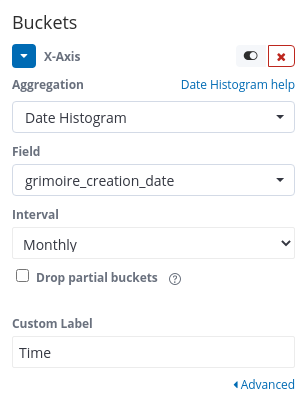 Buckets
X-Axis
Aggregation Date Histogram help
Date Histogram
Field
grimoire_creation_date
Interval
Monthly
Drop partial buckets
Custom Label
Time
Advanced